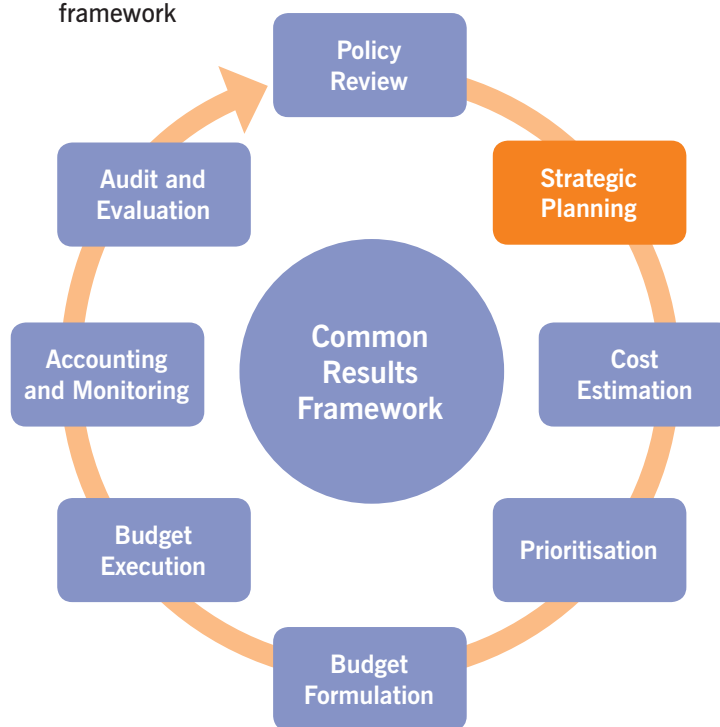 framework
Policy
Review
Strategic
Planning
Cost
Estimation
Prioritisation
Budget
Formulation
Budget
Execution
Accounting
and Monitoring
Audit and
Evaluation
Common
Results
Framework